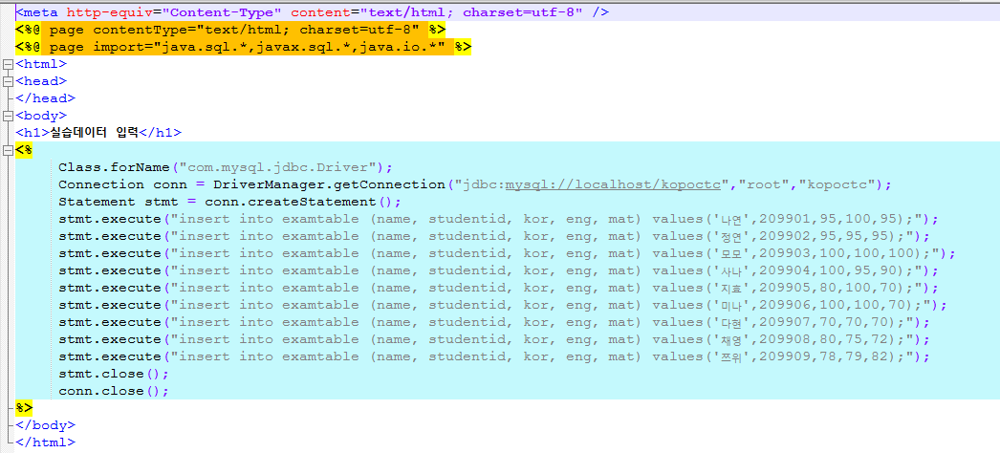 <meta http-equiv="Content-Type" content="text/html; charset=utf-8" />
<%@ page contentType="text/html; charset=utf-8" %>
<%@ page import="java.sql.*,javax.sql.*,java.io.*" %>
<html>
<head>
</head>
<body>
<h1>실습데이터 입력</h1>
<%
Class.forName("com.mysql.jdbc.Driver");
Connection conn = DriverManager.getConnection("jdbc:mysql://localhost/kopoctc","root","kopoctc");
Statement stmt = conn.createStatement();
stmt.execute("insert into examtable (name, studentid, kor, eng, mat) values('나연',209901,95,100,95);");
stmt.execute("insert into examtable (name, studentid, kor, eng, mat) values('정연',209902,95,95,95);");
stmt.execute("insert into examtable (name, studentid, kor, eng, mat) values('모모',209903,100,100,100);");
stmt.execute("insert into examtable (name, studentid, kor, eng, mat) values('사나',209904,100,95,90);");
stmt.execute("insert into examtable (name, studentid, kor, eng, mat) values('지효',209905,80,100,70);");
stmt.execute("insert into examtable (name, studentid, kor, eng, mat) values('미나',209906,100,100,70);");
stmt.execute("insert into examtable (name, studentid, kor, eng, mat) values('다현',209907,70,70,70);");
stmt.execute("insert into examtable (name, studentid, kor, eng, mat) values('채영',209908,80,75,72);");
stmt.execute("insert into examtable (name, studentid, kor, eng, mat) values('쯔위',209909,78,79,82);");
stmt.close();
conn.close();
%>
</body>
</html>